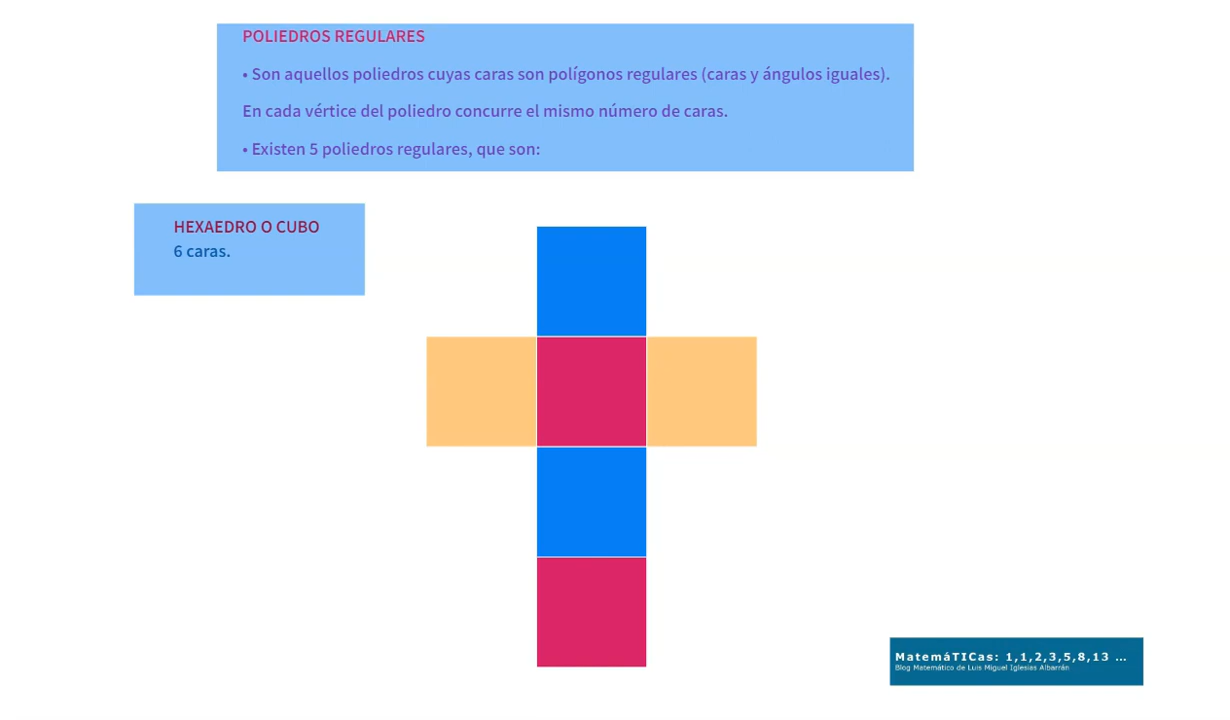 POLIEDROS REGULARES
• Son aquellos poliedros cuyas caras son polígonos regulares (caras y ángulos iguales).
En cada vértice del poliedro concurre el mismo número de caras.
• Existen 5 poliedros regulares, que son:
HEXAEDRO O CUBO
6 caras.
MatemáTICas: 1,1,2,3,5,8,13 ...
Blog Matemático de Luis Miguel Iglesias Albarrán